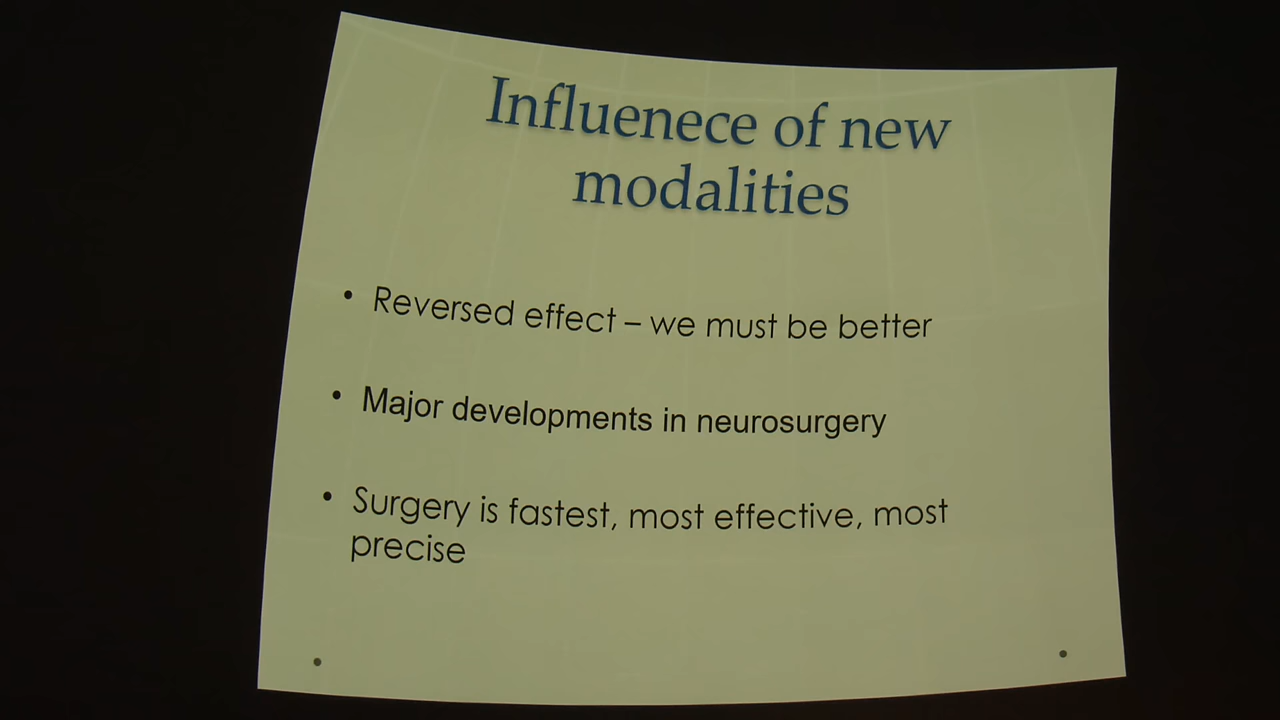 Influenece of new
modalities
• Reversed effect – we must be better
• Major developments in neurosurgery
• Surgery is fastest, most effective, most
precise